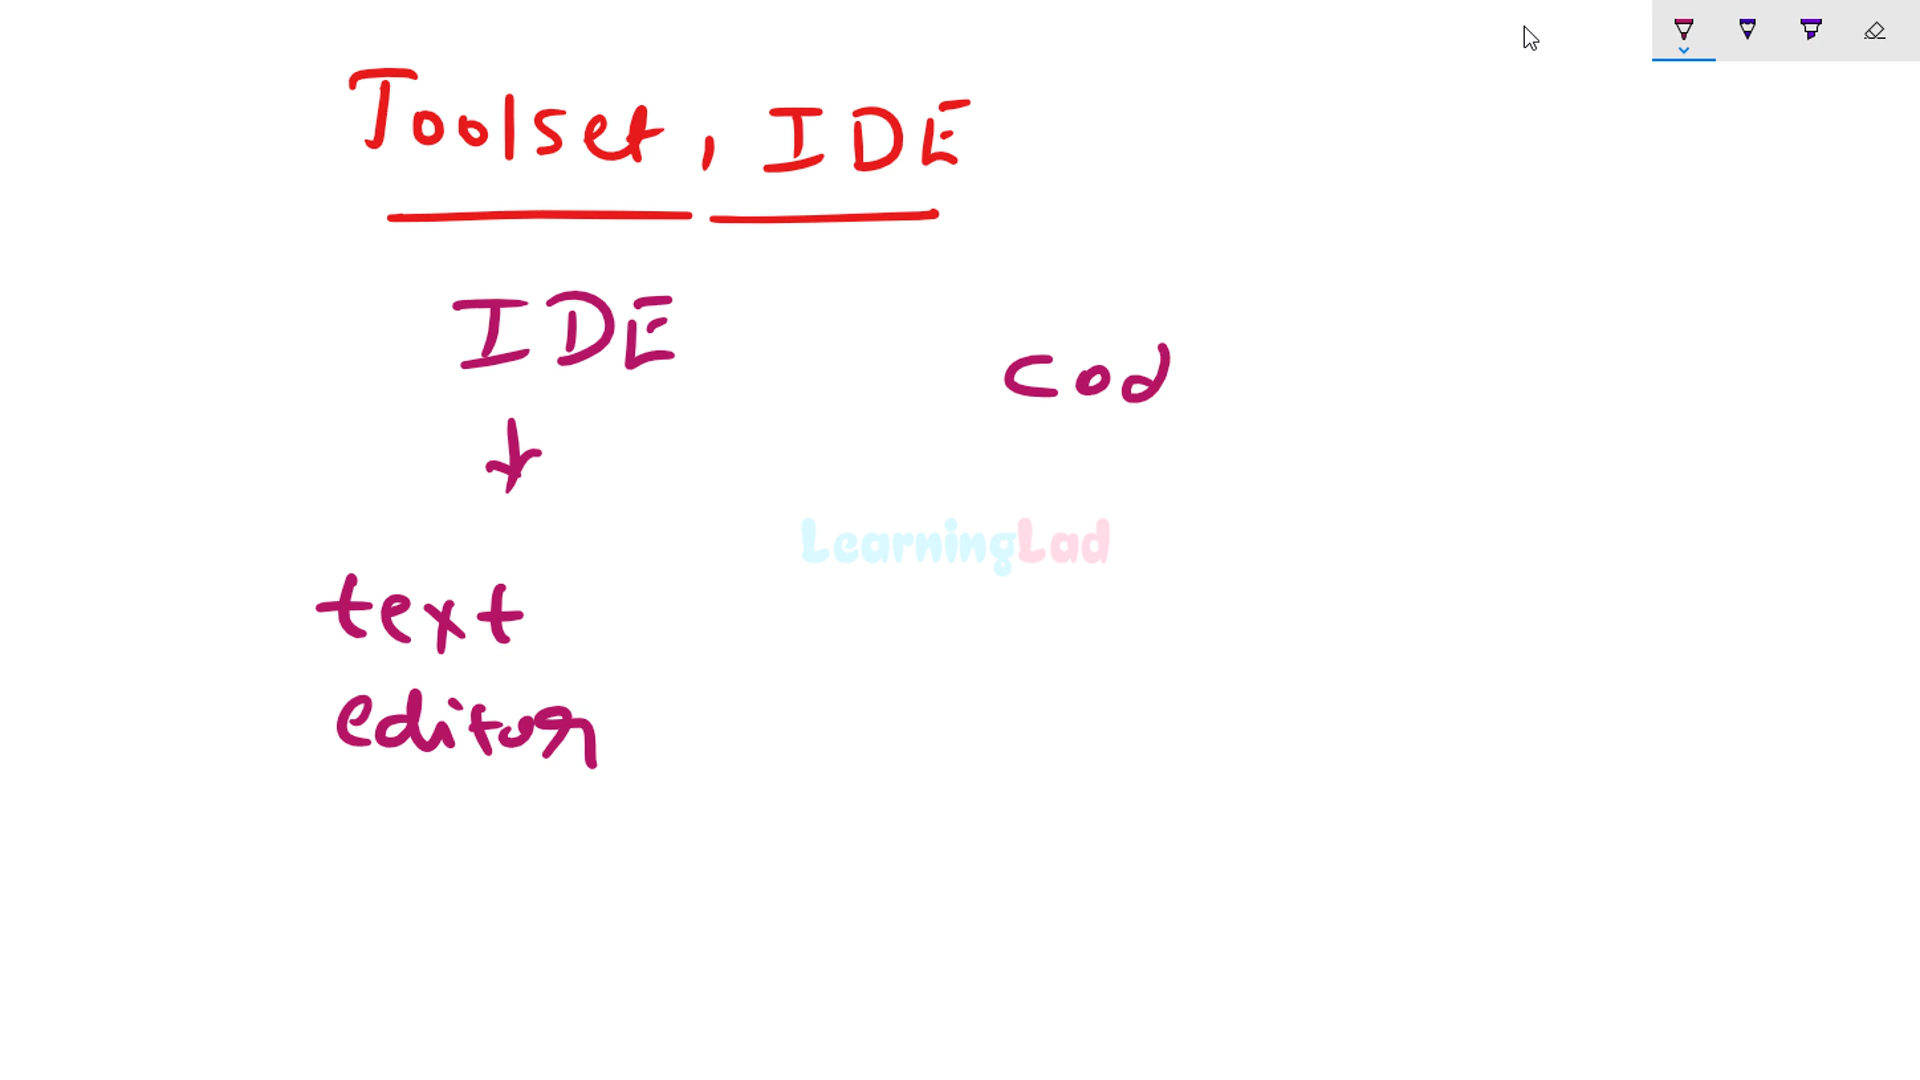 Toolset, IDE
IDE
cod
LearningLad
text
editor